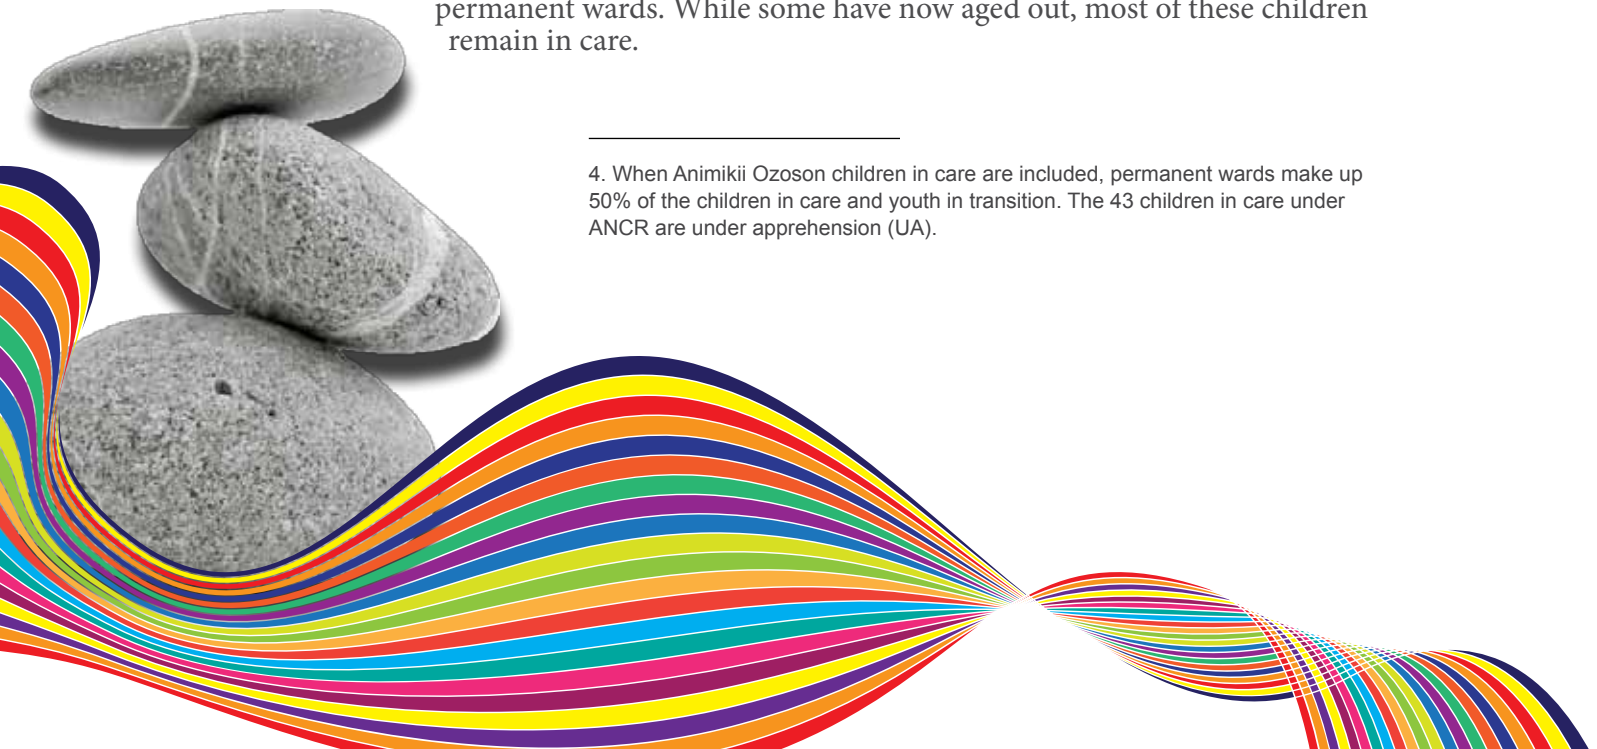 permanent wards. While some have now aged out, most of these children
remain in care.
4. When Animikii Ozoson children in care are included, permanent wards make up
50% of the children in care and youth in transition. The 43 children in care under
ANCR are under apprehension (UA).